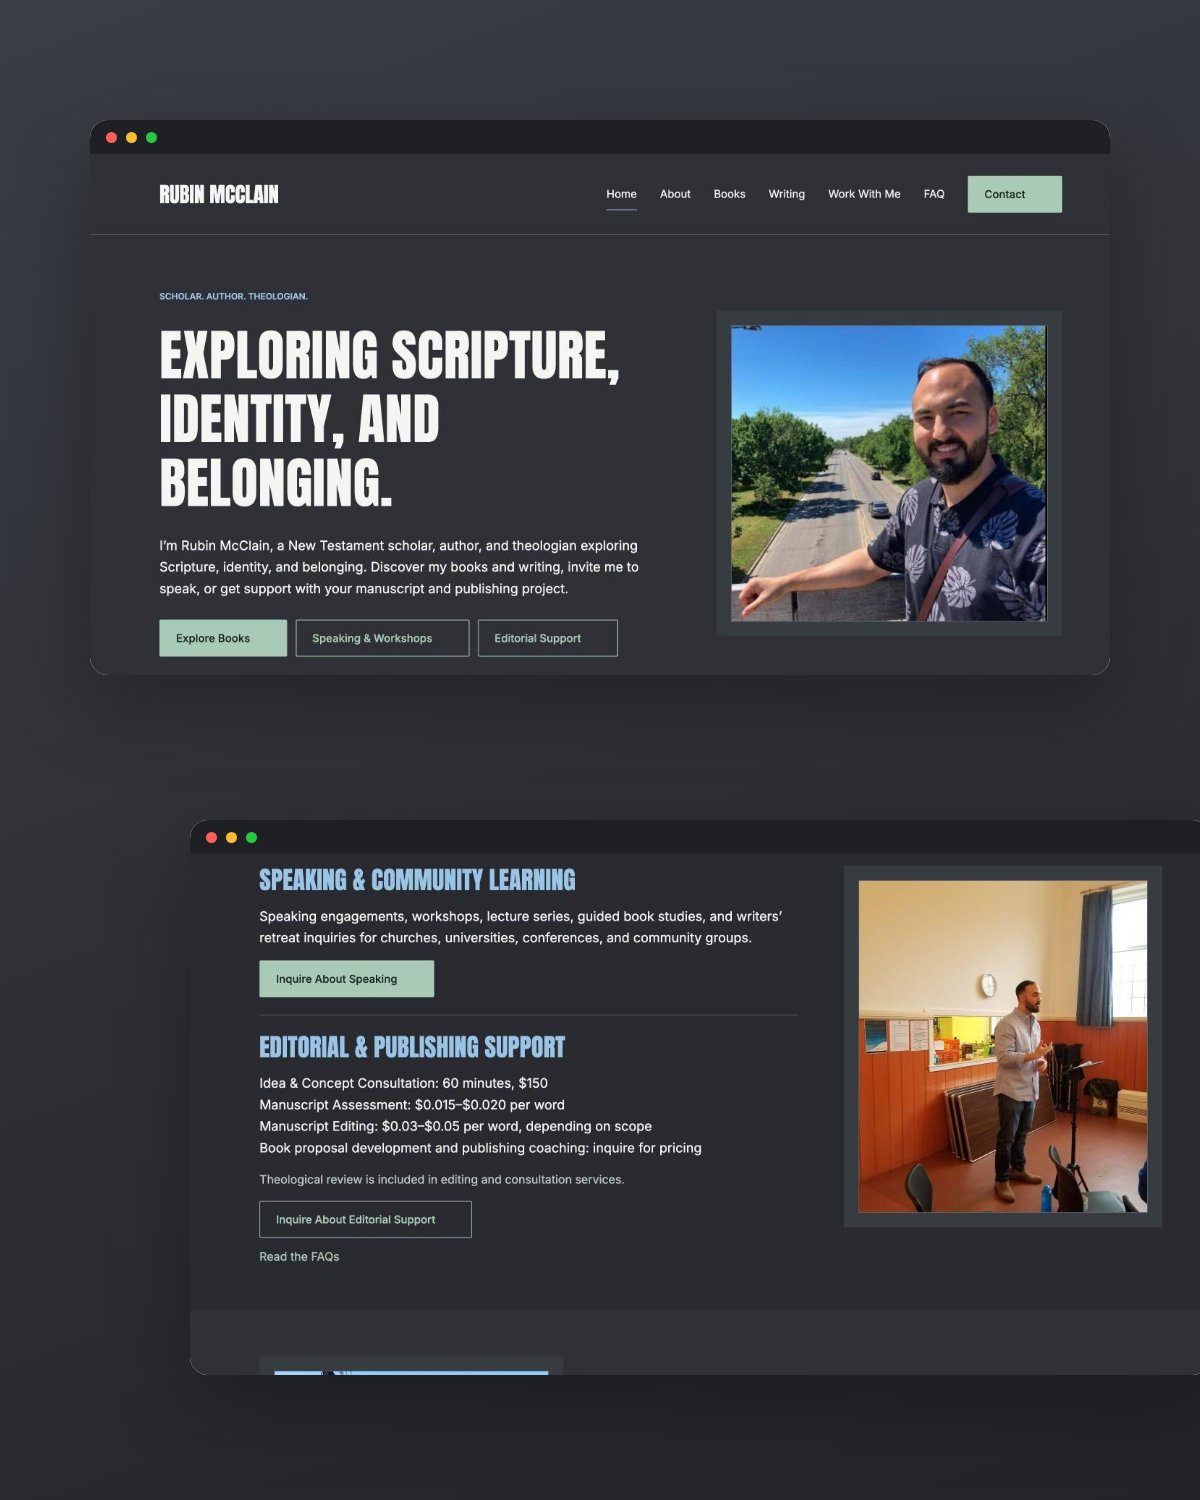 RUBIN MCCLAIN
Home About Books Writing Work With Me FAQ Contact
SCHOLAR. AUTHOR. THEOLOGIAN.
EXPLORING SCRIPTURE,
IDENTITY, AND
BELONGING.
I’m Rubin McClain, a New Testament scholar, author, and theologian exploring
Scripture, identity, and belonging. Discover my books and writing, invite me to
speak, or get support with your manuscript and publishing project.
Explore Books Speaking & Workshops Editorial Support
SPEAKING & COMMUNITY LEARNING
Speaking engagements, workshops, lecture series, guided book studies, and writers’
retreat inquiries for churches, universities, conferences, and community groups.
Inquire About Speaking
EDITORIAL & PUBLISHING SUPPORT
Idea & Concept Consultation: 60 minutes, $150
Manuscript Assessment: $0.015–$0.020 per word
Manuscript Editing: $0.03–$0.05 per word, depending on scope
Book proposal development and publishing coaching: inquire for pricing
Theological review is included in editing and consultation services.
Inquire About Editorial Support
Read the FAQs